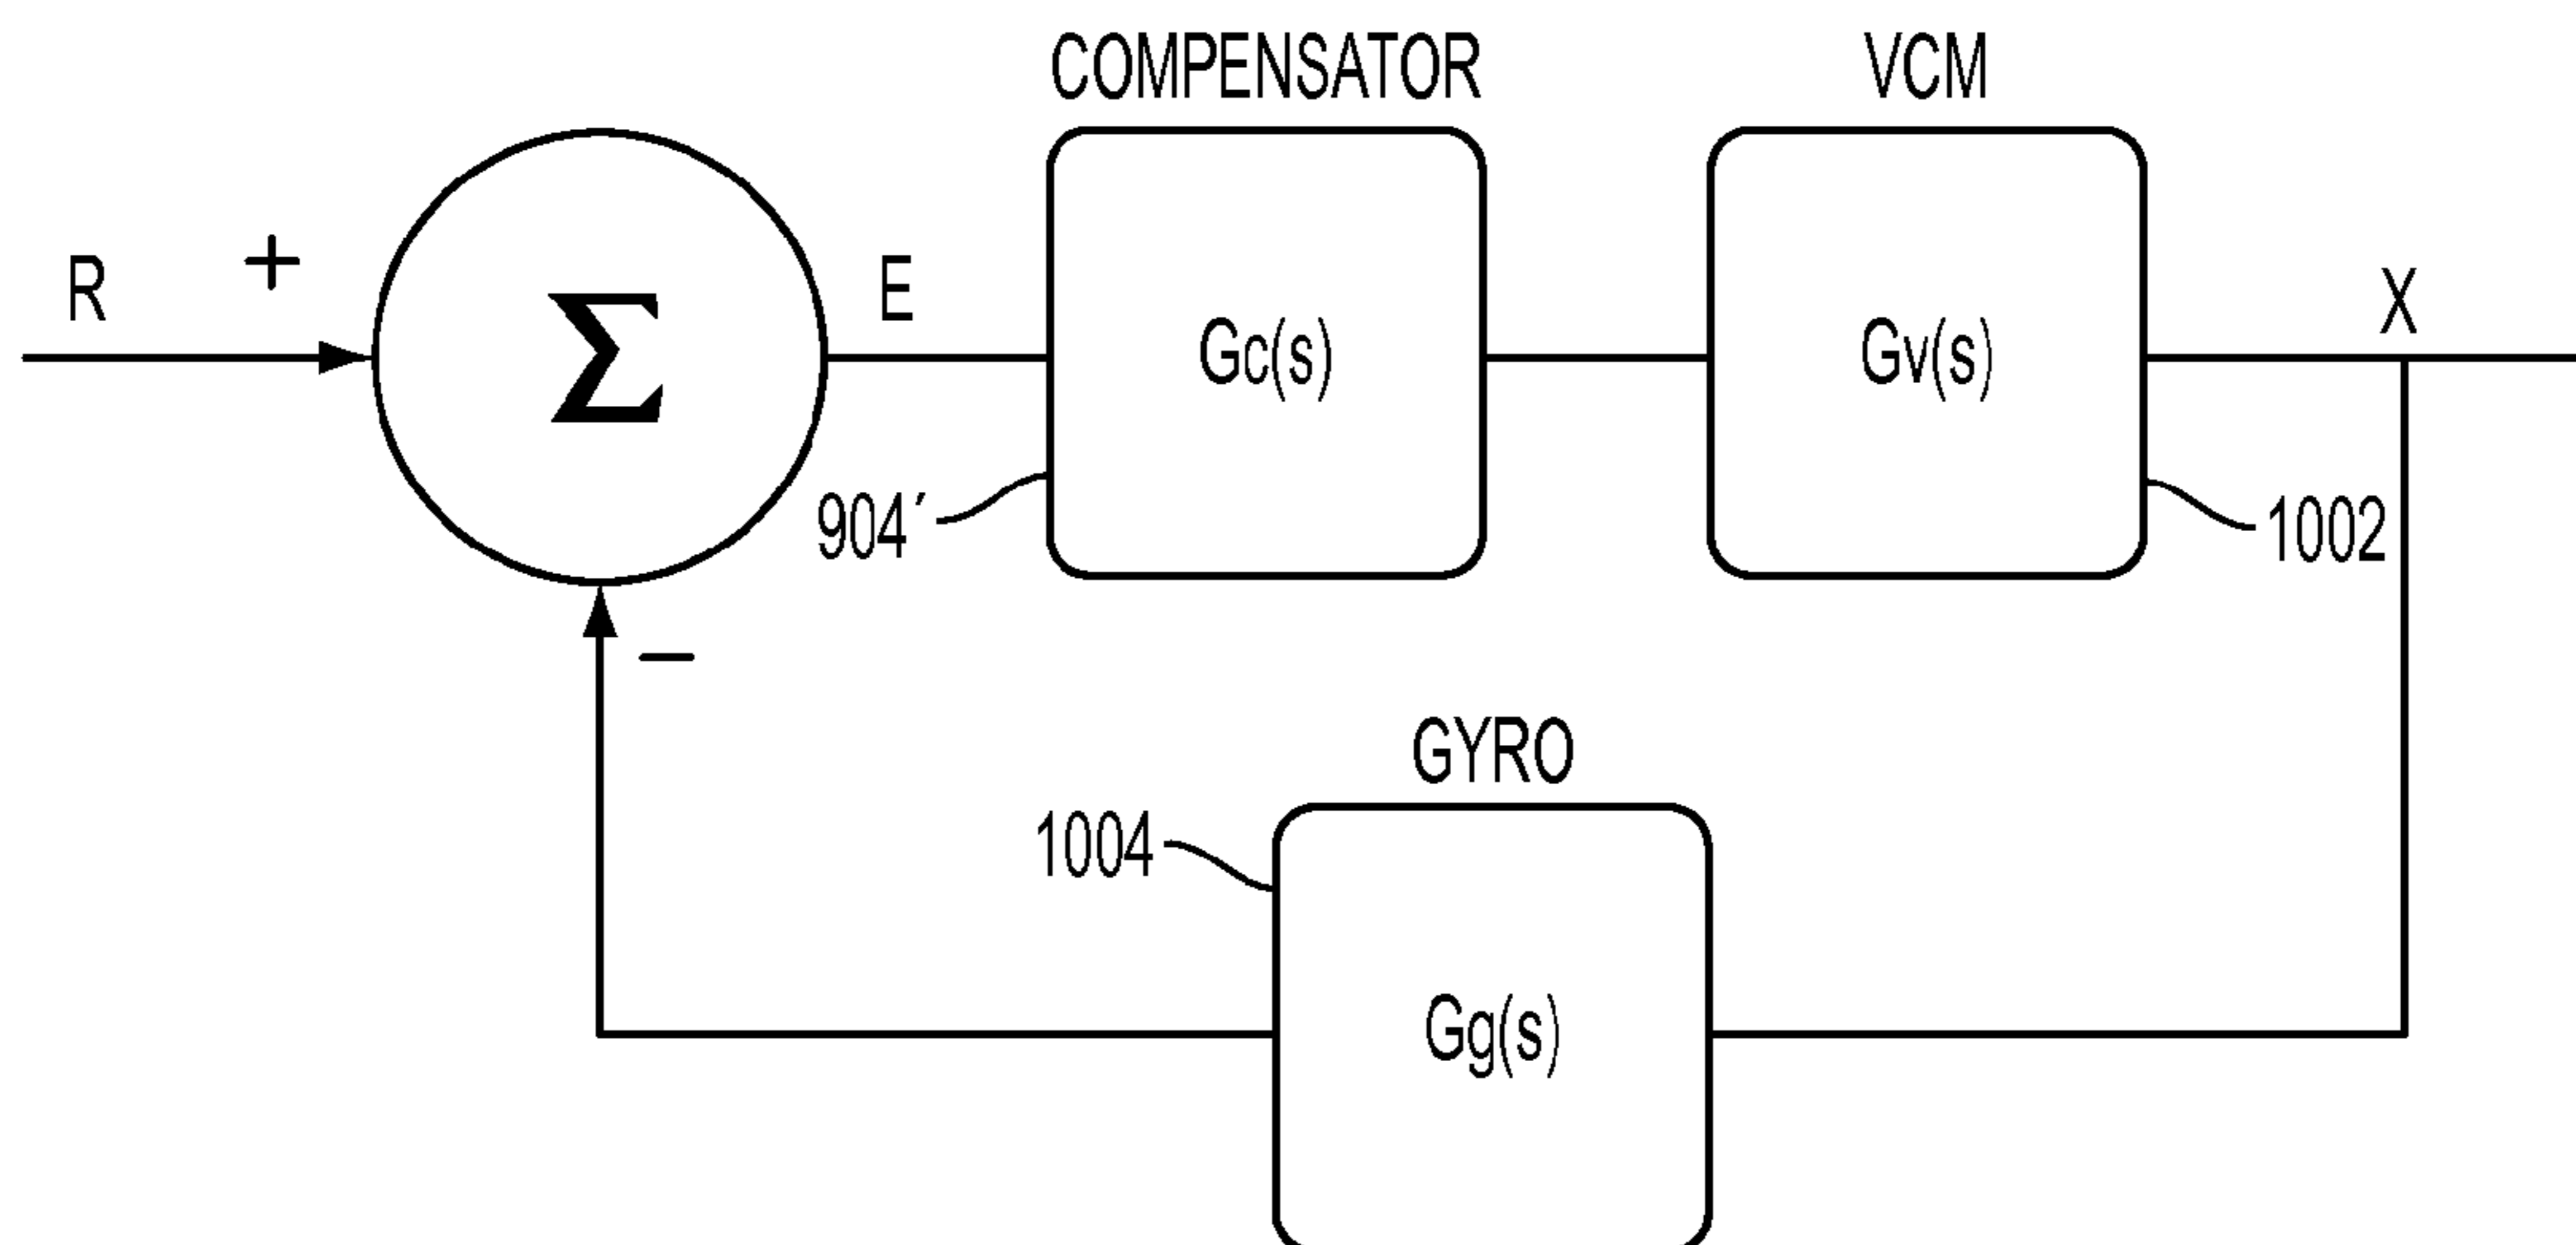 COMPENSATOR
VCM
R
+
Σ
E
Gc(s)
Gv(s)
X
904′
1002
−
GYRO
1004
Gg(s)